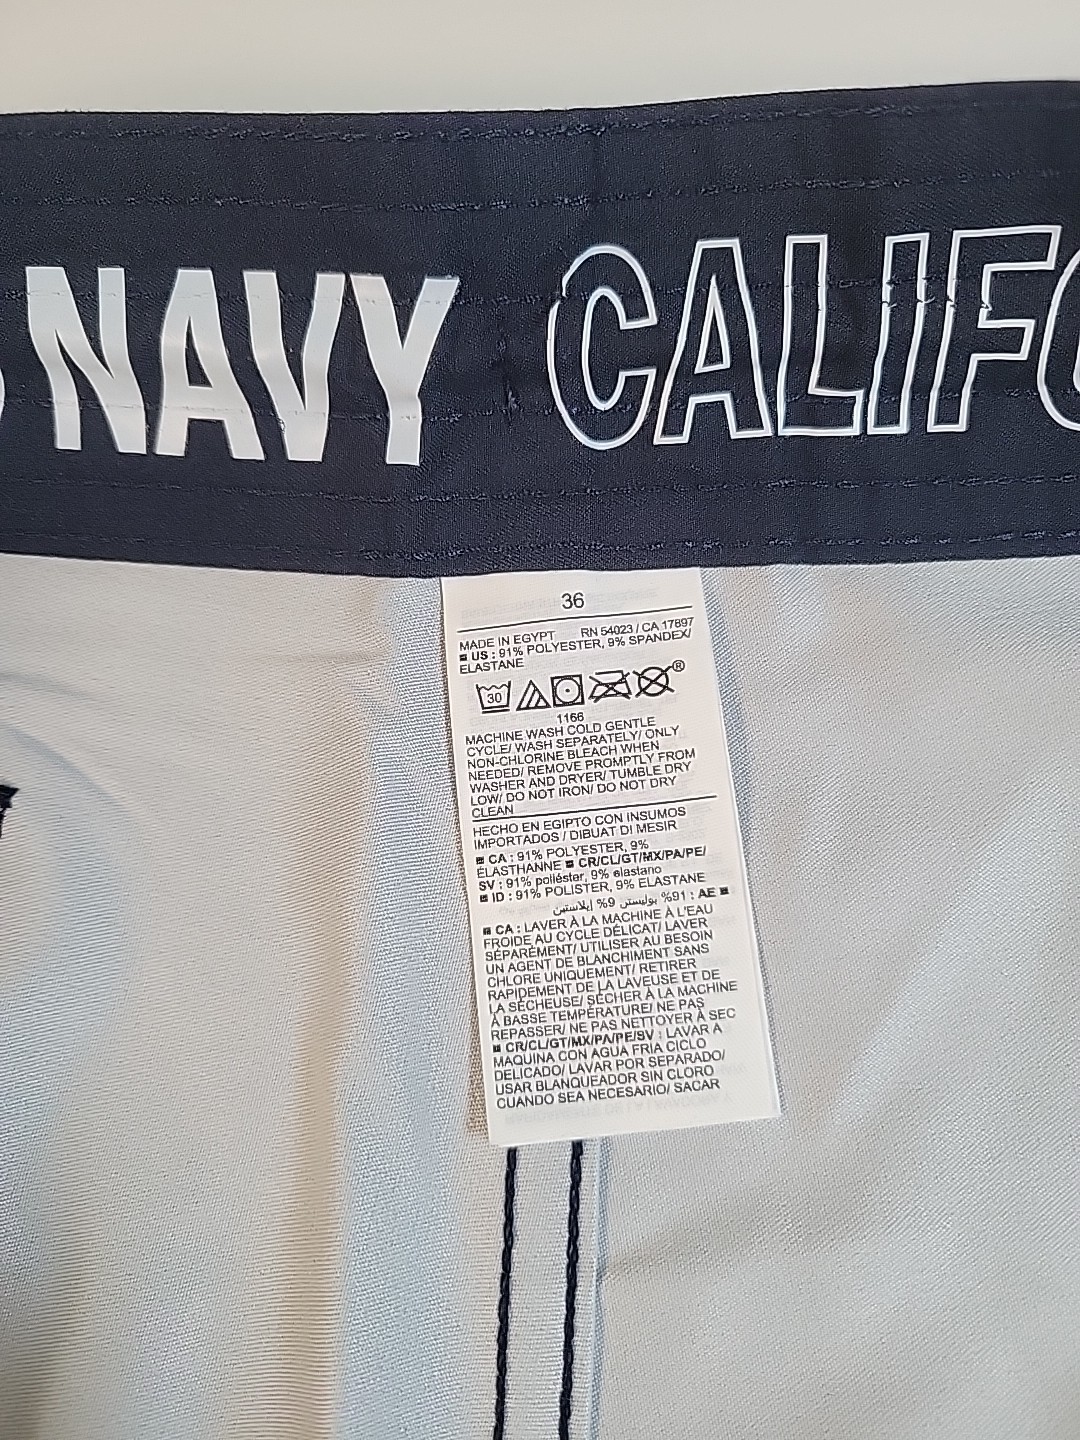 NAVY CALIF
36
MADE IN EGYPT RN 54023 / CA 17897
US : 91% POLYESTER, 9% SPANDEX/
ELASTANE
30 ®
1166
MACHINE WASH COLD GENTLE
CYCLE/ WASH SEPARATELY/ ONLY
NON-CHLORINE BLEACH WHEN
NEEDED/ REMOVE PROMPTLY FROM
WASHER AND DRYER/ TUMBLE DRY
LOW/ DO NOT IRON/ DO NOT DRY
CLEAN
HECHO EN EGIPTO CON INSUMOS
IMPORTADOS / DIBUAT DI MESIR
CA : 91% POLYESTER, 9%
ÉLASTHANNE CR/CL/GT/MX/PA/PE/
SV : 91% poliéster, 9% elastano
ID : 91% POLISTER, 9% ELASTANE
AE : 91% بوليستر 9% إيلاستين
CA : LAVER À LA MACHINE À L'EAU
FROIDE AU CYCLE DÉLICAT/ LAVER
SÉPARÉMENT/ UTILISER AU BESOIN
UN AGENT DE BLANCHIMENT SANS
CHLORE UNIQUEMENT/ RETIRER
RAPIDEMENT DE LA LAVEUSE ET DE
LA SÉCHEUSE/ SÉCHER À LA MACHINE
À BASSE TEMPÉRATURE/ NE PAS
REPASSER/ NE PAS NETTOYER À SEC
CR/CL/GT/MX/PA/PE/SV : LAVAR A
MAQUINA CON AGUA FRIA CICLO
DELICADO/ LAVAR POR SEPARADO/
USAR BLANQUEADOR SIN CLORO
CUANDO SEA NECESARIO/ SACAR